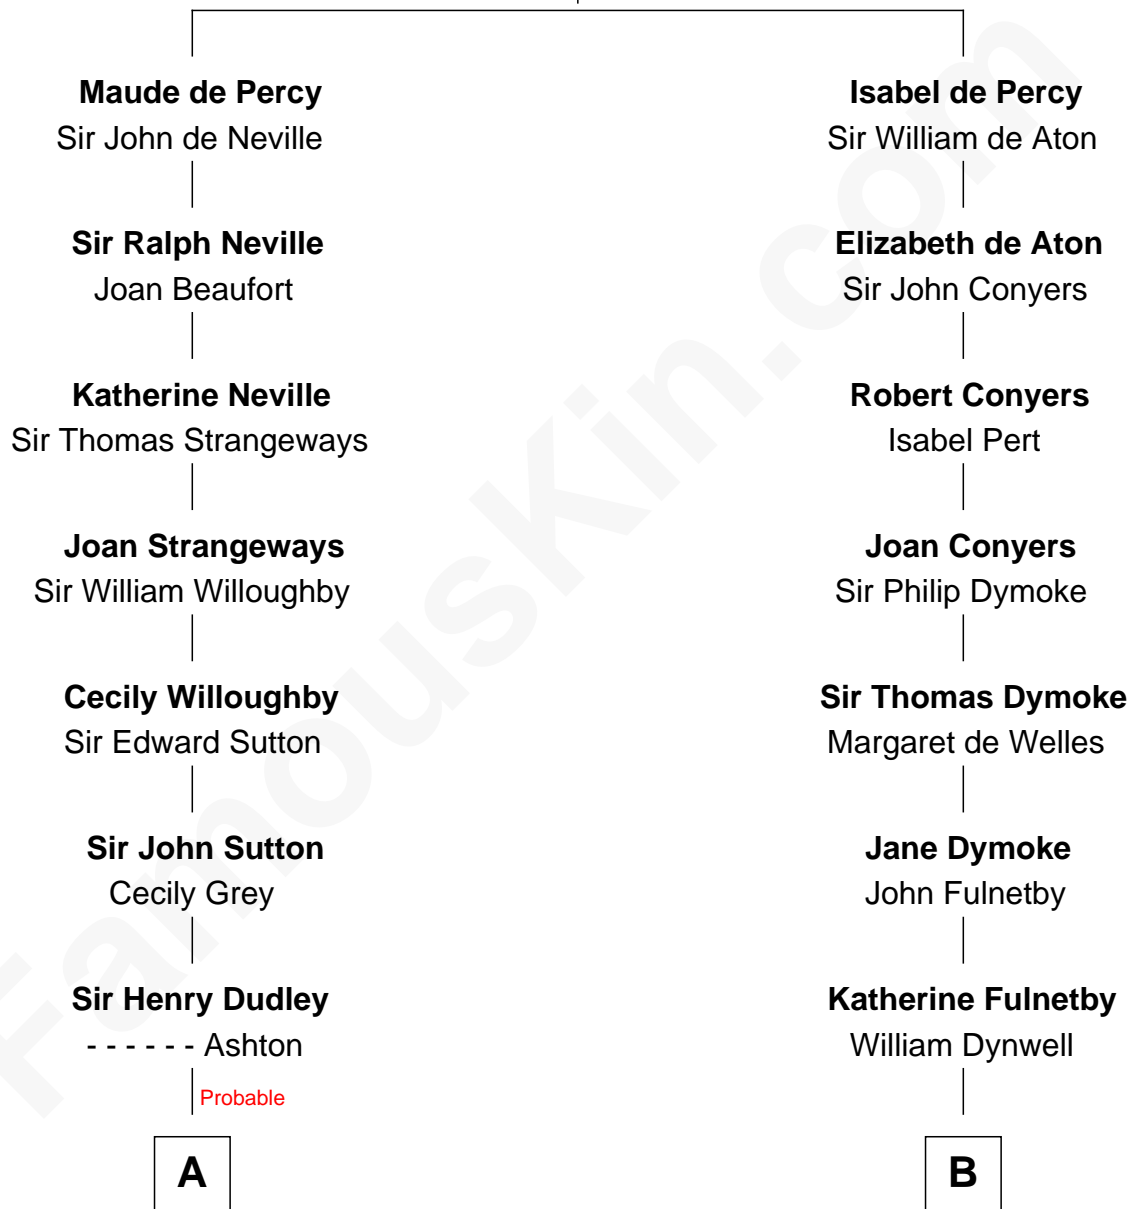 Maude de Percy
Sir John de Neville
Isabel de Percy
Sir William de Aton
Sir Ralph Neville
Joan Beaufort
Elizabeth de Aton
Sir John Conyers
Katherine Neville
Sir Thomas Strangeways
Robert Conyers
Isabel Pert
Joan Strangeways
Sir William Willoughby
Joan Conyers
Sir Philip Dymoke
Cecily Willoughby
Sir Edward Sutton
Sir Thomas Dymoke
Margaret de Welles
Sir John Sutton
Cecily Grey
Jane Dymoke
John Fulnetby
Sir Henry Dudley
- - - - - - Ashton
Katherine Fulnetby
William Dynwell
Probable
A
B
FamousKin.com